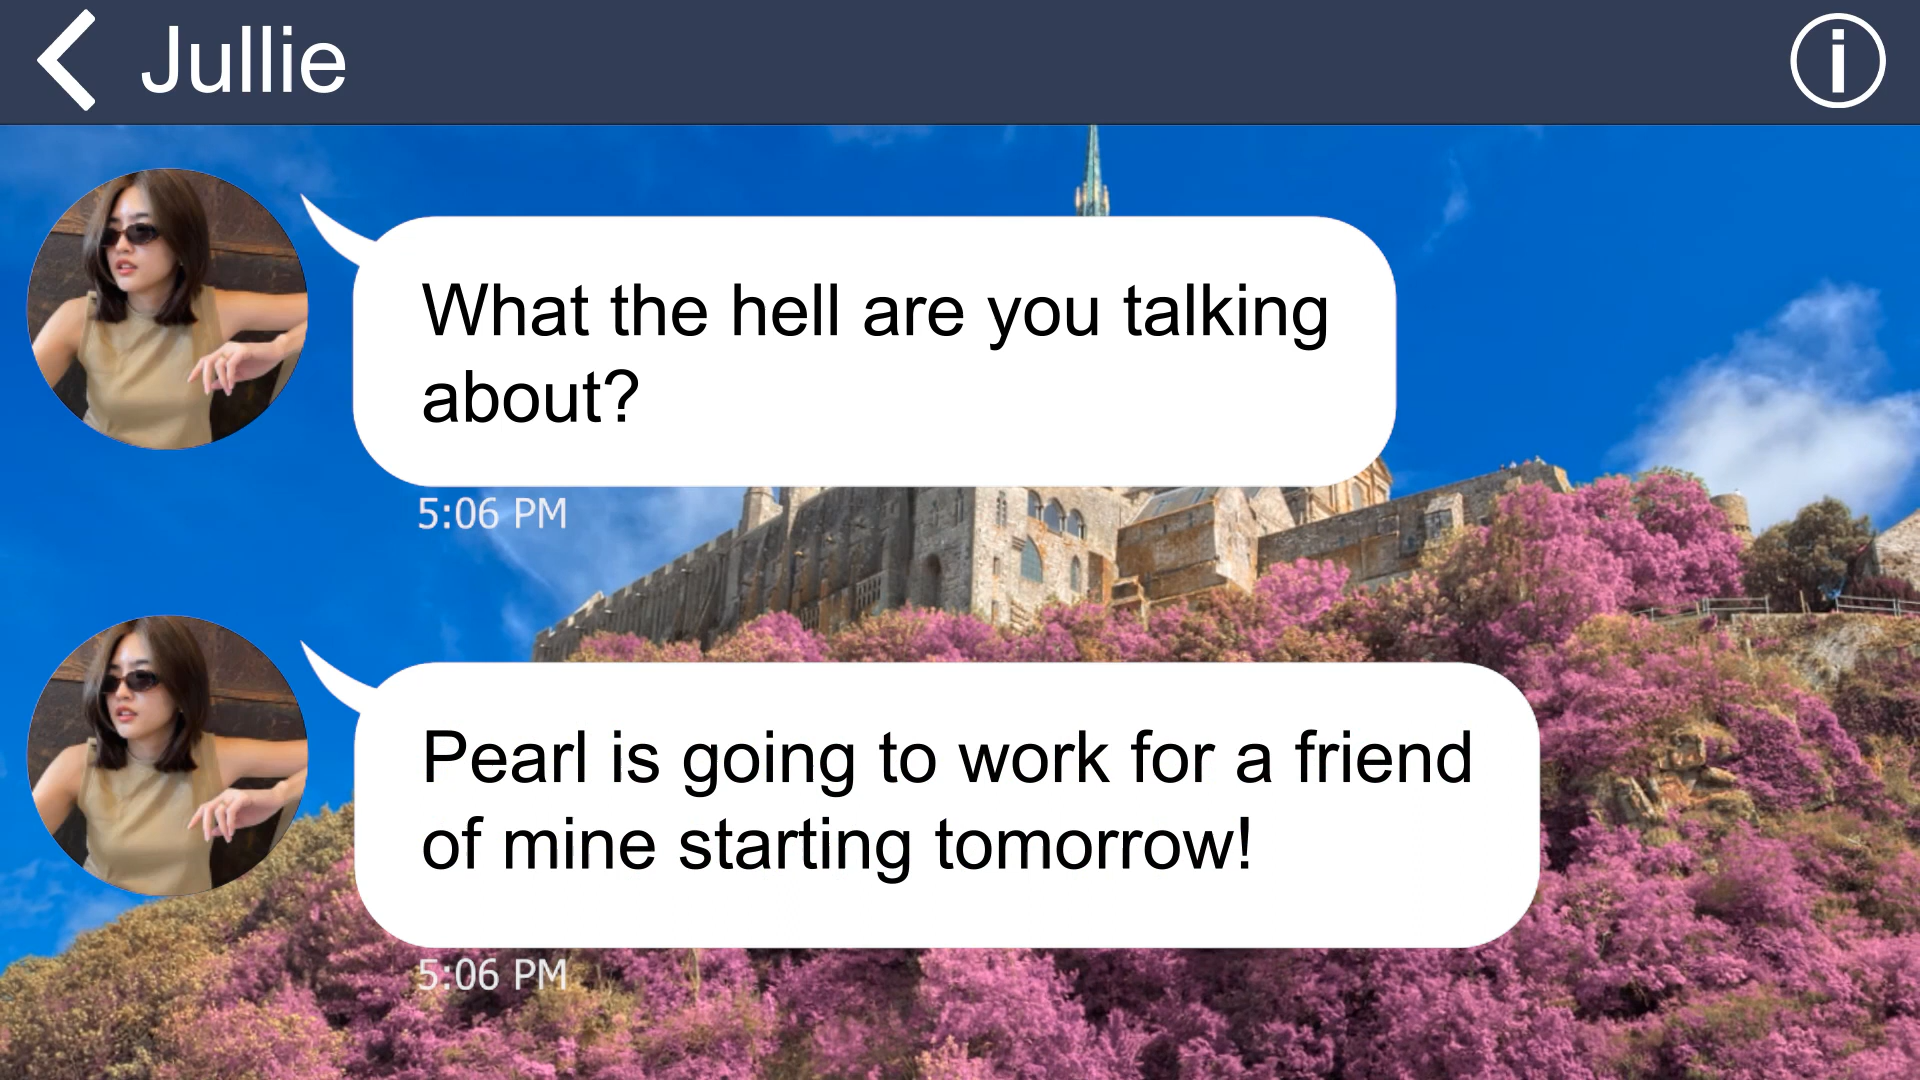 Jullie
What the hell are you talking
about?
5:06 PM
Pearl is going to work for a friend
of mine starting tomorrow!
5:06 PM